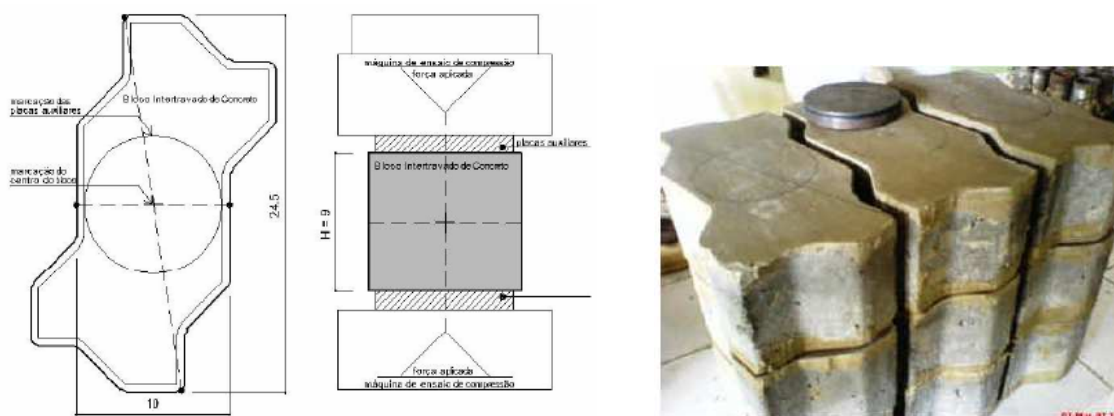 marcação das
placas auxiliares
Bloco Intertravado de Concreto
marcação do
centro do bloco
24.5
10
máquina de ensaio de compressão
força aplicada
placas auxiliares
Bloco Intertravado de Concreto
H = 9
força aplicada
máquina de ensaio de compressão